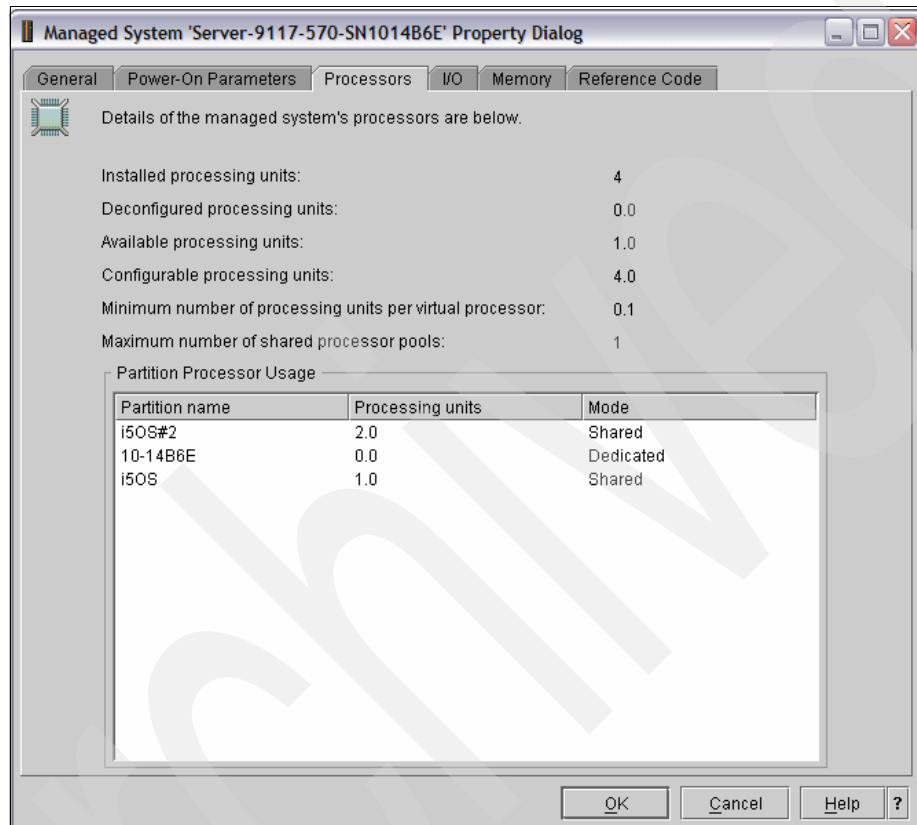 Managed System 'Server-9117-570-SN1014B6E' Property Dialog
General Power-On Parameters Processors I/O Memory Reference Code
Details of the managed system's processors are below.
Installed processing units: 4
Deconfigured processing units: 0.0
Available processing units: 1.0
Configurable processing units: 4.0
Minimum number of processing units per virtual processor: 0.1
Maximum number of shared processor pools: 1
Partition Processor Usage
Partition name Processing units Mode
i5OS#2 2.0 Shared
10-14B6E 0.0 Dedicated
i5OS 1.0 Shared
OK Cancel Help ?